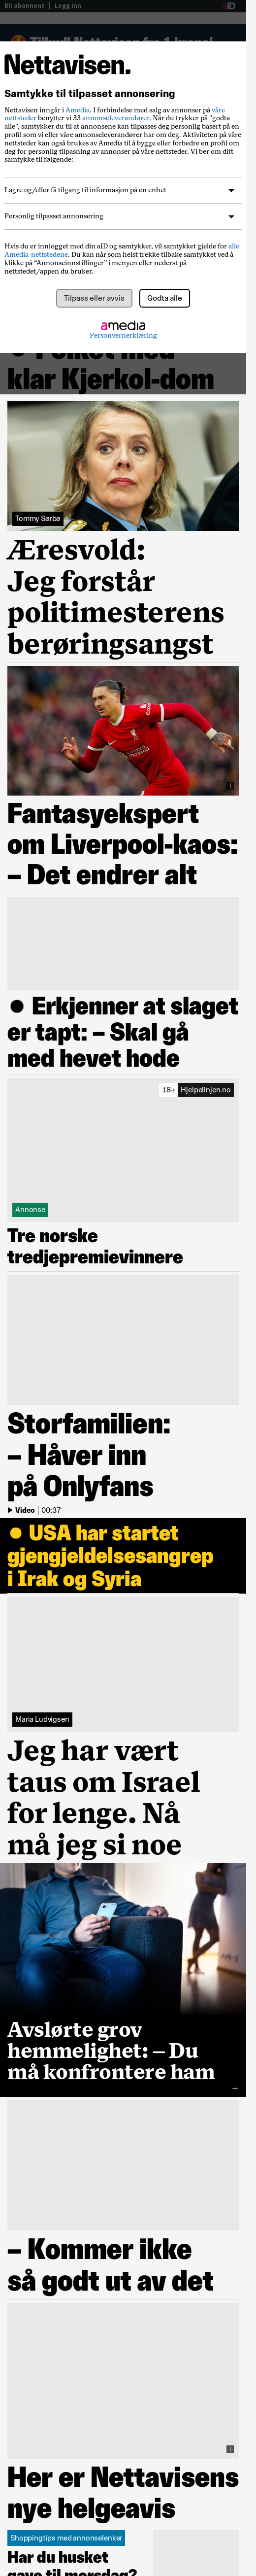 Bli abonnent | Logg inn
aID
Tilbud! Nettavisen for 1 krone!
Nettavisen.
Samtykke til tilpasset annonsering
Nettavisen inngår i Amedia. I forbindelse med salg av annonser på våre
nettsteder benytter vi 33 annonseleverandører. Når du trykker på "godta
alle", samtykker du til at annonsene kan tilpasses deg personlig basert på en
profil som vi eller våre annonseleverandører har om deg. Aktiviteten på våre
nettsteder kan også brukes av Amedia til å bygge eller forbedre en profil om
deg for personlig tilpasning av annonser på våre nettsteder. Vi ber om ditt
samtykke til følgende:
Lagre og/eller få tilgang til informasjon på en enhet
Personlig tilpasset annonsering
Hvis du er innlogget med din aID og samtykker, vil samtykket gjelde for alle
Amedia-nettstedene. Du kan når som helst trekke tilbake samtykket ved å
klikke på “Annonseinnstillinger” i menyen eller nederst på
nettstedet/appen du bruker.
Tilpass eller avvis
Godta alle
amedia
Personvernerklæring
klar Kjerkol-dom
Tommy Sørbø
Æresvold:
Jeg forstår
politimesterens
berøringsangst
Fantasyekspert
om Liverpool-kaos:
– Det endrer alt
Erkjenner at slaget
er tapt: – Skal gå
med hevet hode
18+ Hjelpelinjen.no
Annonse
Tre norske
tredjepremievinnere
Storfamilien:
– Håver inn
på Onlyfans
Video | 00:37
USA har startet
gjengjeldelsesangrep
i Irak og Syria
Maria Ludvigsen
Jeg har vært
taus om Israel
for lenge. Nå
må jeg si noe
Avslørte grov
hemmelighet: – Du
må konfrontere ham
– Kommer ikke
så godt ut av det
Her er Nettavisens
nye helgeavis
Shoppingtips med annonselenker
Har du husket
gave til morsdag?